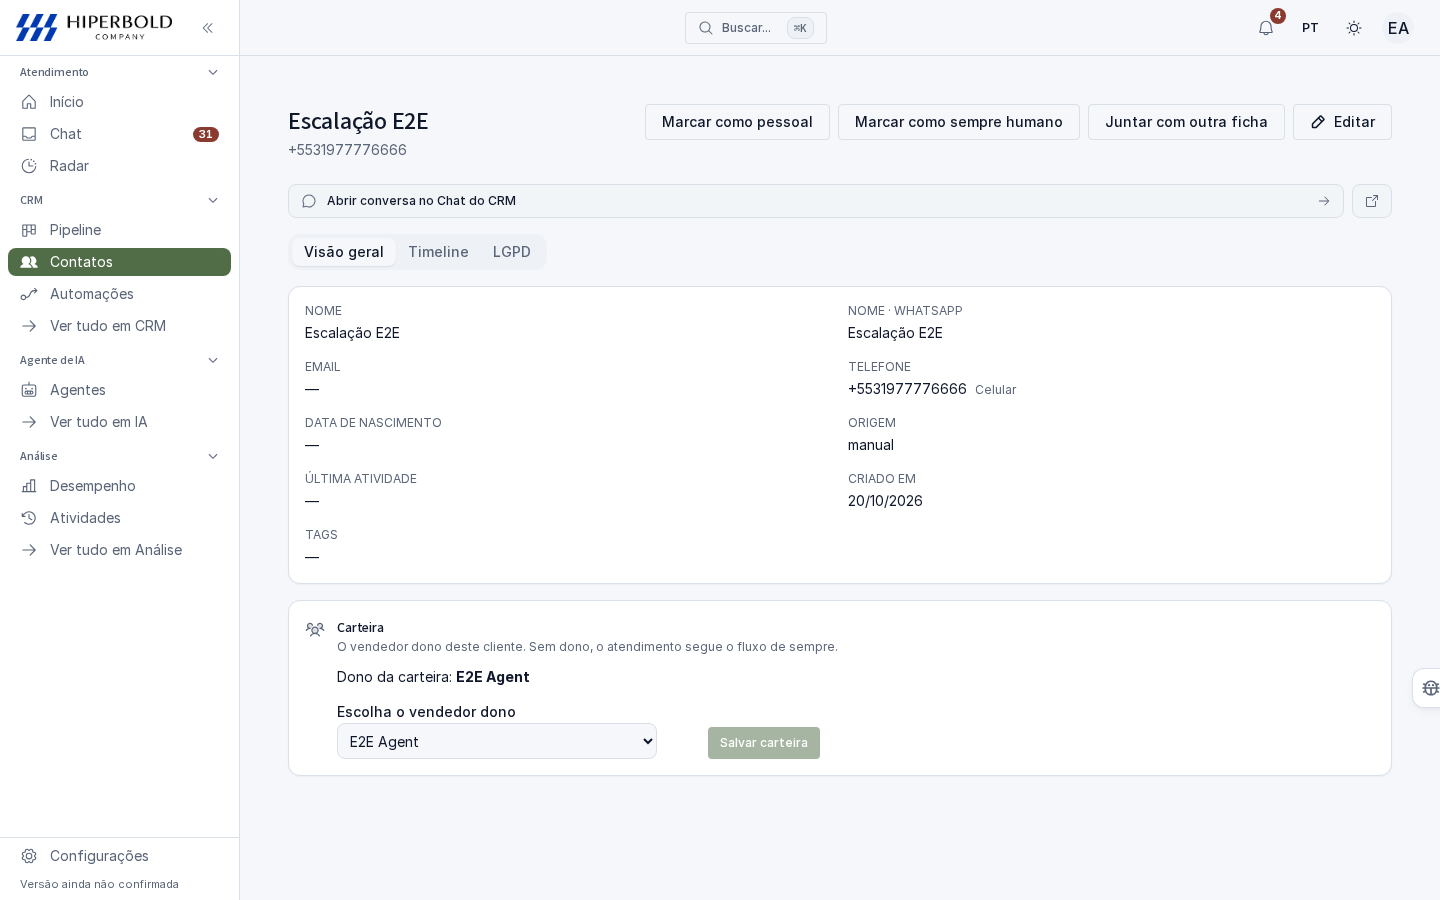 HIPERBOLD
COMPANY
Buscar...
⌘K
4
PT
EA
Atendimento
Início
Chat
31
Radar
CRM
Pipeline
Contatos
Automações
Ver tudo em CRM
Agente de IA
Agentes
Ver tudo em IA
Análise
Desempenho
Atividades
Ver tudo em Análise
Configurações
Versão ainda não confirmada
Escalação E2E
+5531977776666
Marcar como pessoal
Marcar como sempre humano
Juntar com outra ficha
Editar
Abrir conversa no Chat do CRM
Visão geral
Timeline
LGPD
NOME
Escalação E2E
NOME · WHATSAPP
Escalação E2E
EMAIL
—
TELEFONE
+5531977776666 Celular
DATA DE NASCIMENTO
—
ORIGEM
manual
ÚLTIMA ATIVIDADE
—
CRIADO EM
20/10/2026
TAGS
—
Carteira
O vendedor dono deste cliente. Sem dono, o atendimento segue o fluxo de sempre.
Dono da carteira: E2E Agent
Escolha o vendedor dono
E2E Agent
Salvar carteira